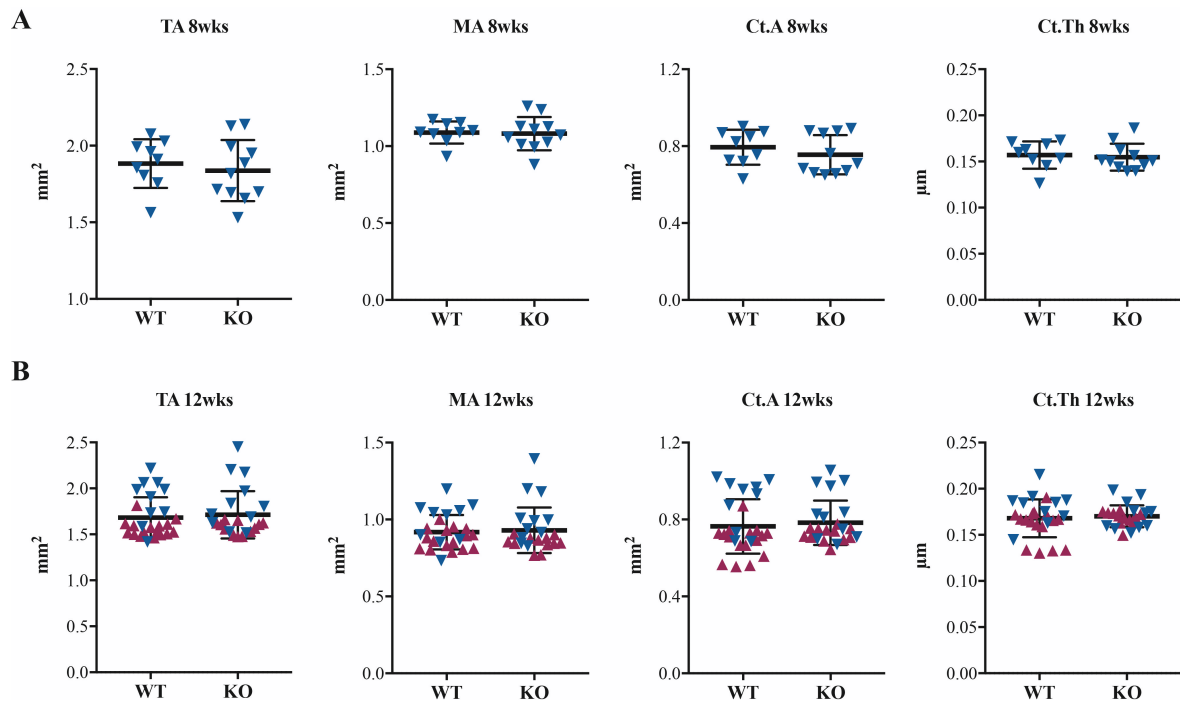 A
TA 8wks
MA 8wks
Ct.A 8wks
Ct.Th 8wks
mm²
2.5
2.0
1.5
1.0
WT KO
mm²
1.5
1.0
0.5
0.0
WT KO
mm²
1.2
0.8
0.4
0.0
WT KO
µm
0.25
0.20
0.15
0.10
0.05
0.00
WT KO
B
TA 12wks
MA 12wks
Ct.A 12wks
Ct.Th 12wks
mm²
2.5
2.0
1.5
1.0
0.5
0.0
WT KO
mm²
1.5
1.0
0.5
0.0
WT KO
mm²
1.2
0.8
0.4
0.0
WT KO
µm
0.25
0.20
0.15
0.10
0.05
0.00
WT KO